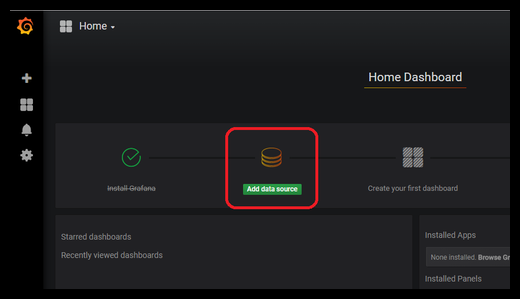 Home
Home Dashboard
Install Grafana
Add data source
Create your first dashboard
Starred dashboards
Recently viewed dashboards
Installed Apps
None installed. Browse Gr
Installed Panels